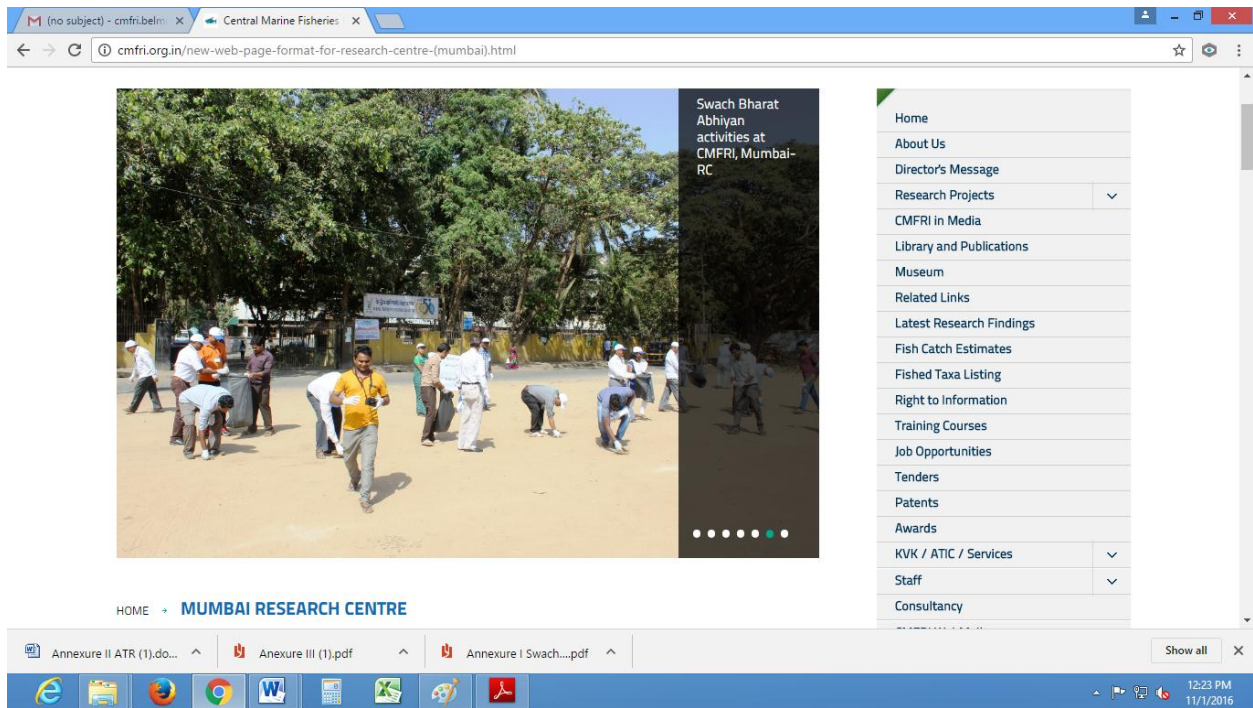 (no subject) - cmfri.belm
Central Marine Fisheries
cmfri.org.in/new-web-page-format-for-research-centre-(mumbai).html
Swach Bharat
Abhiyan
activities at
CMFRI, Mumbai-
RC
Home
About Us
Director's Message
Research Projects
CMFRI in Media
Library and Publications
Museum
Related Links
Latest Research Findings
Fish Catch Estimates
Fished Taxa Listing
Right to Information
Training Courses
Job Opportunities
Tenders
Patents
Awards
KVK / ATIC / Services
Staff
Consultancy
HOME → MUMBAI RESEARCH CENTRE
Annexure II ATR (1).do...
Anexure III (1).pdf
Annexure I Swach....pdf
Show all
12:23 PM
11/1/2016